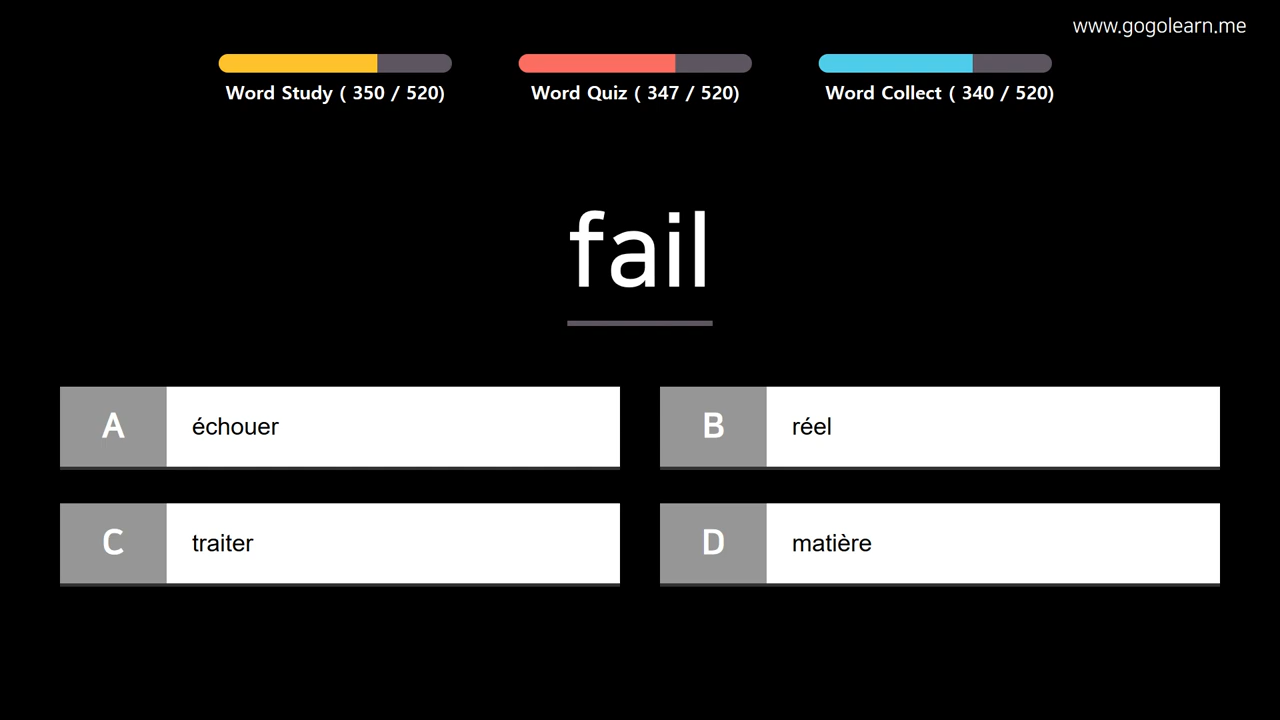 www.gogolearn.me
Word Study ( 350 / 520)
Word Quiz ( 347 / 520)
Word Collect ( 340 / 520)
fail
A échouer
B réel
C traiter
D matière